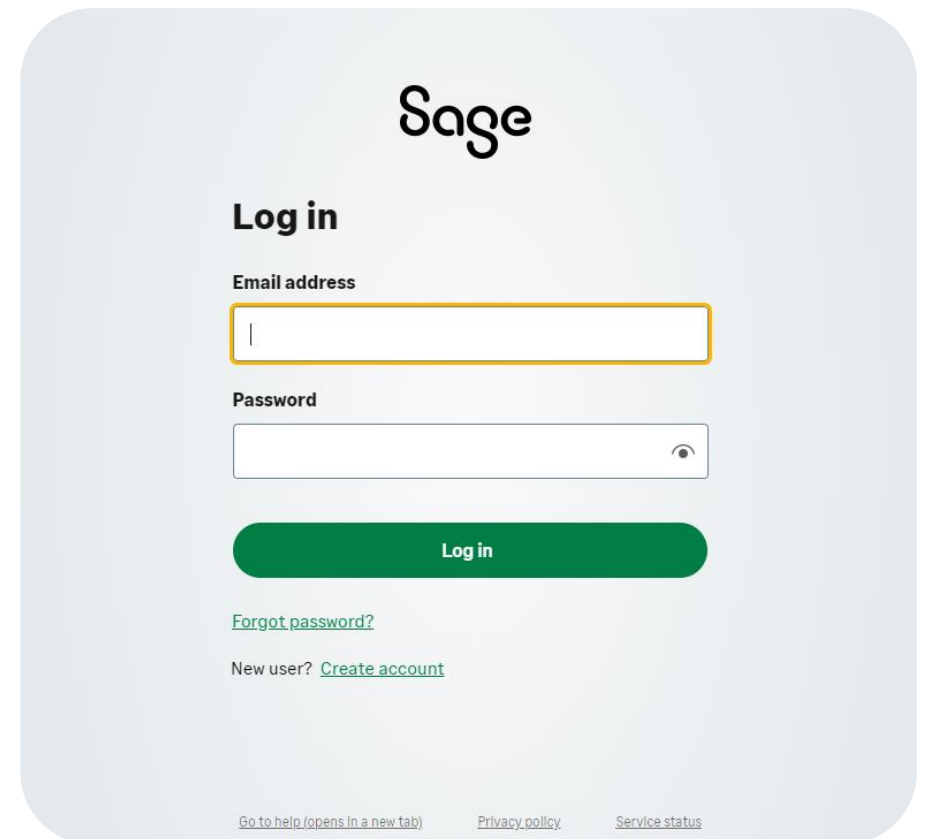 Sage
Log in
Email address
Password
Log in
Forgot password?
New user? Create account
Go to help (opens in a new tab) Privacy policy Service status